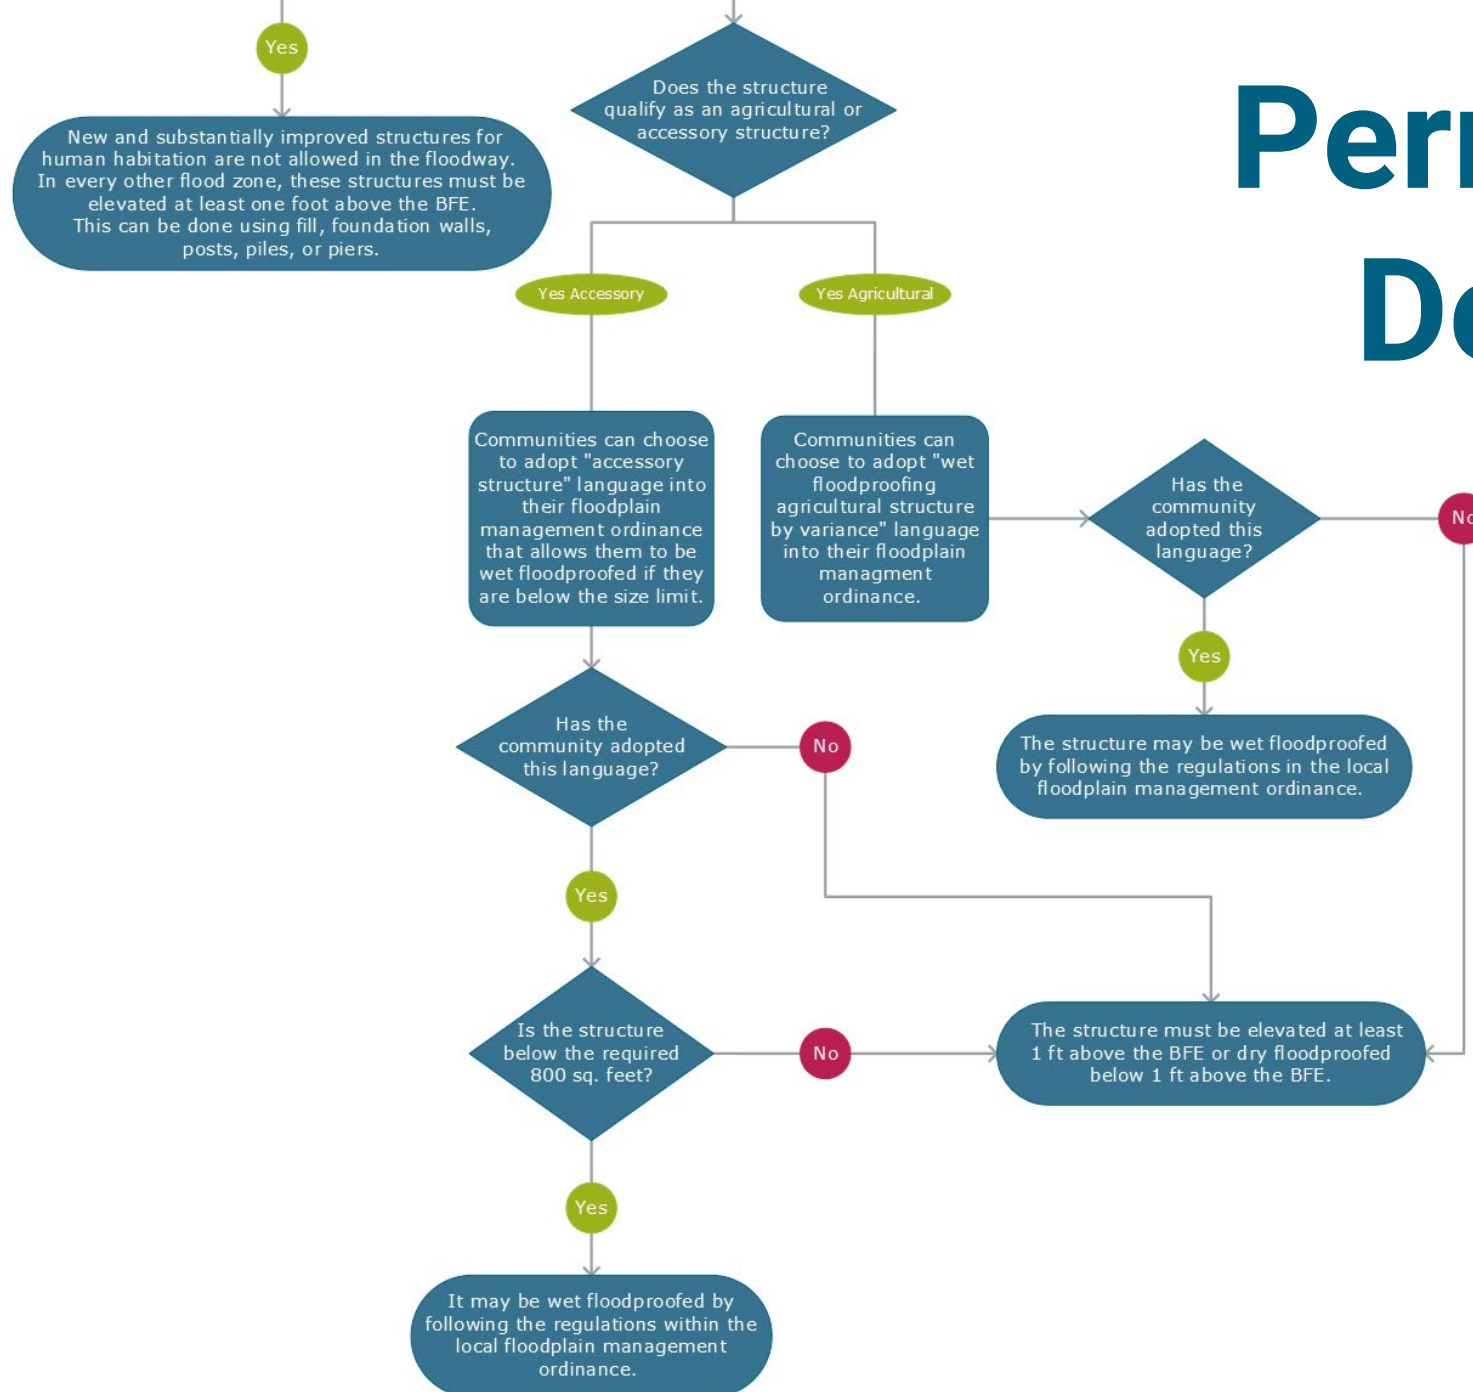 Yes
New and substantially improved structures for
human habitation are not allowed in the floodway.
In every other flood zone, these structures must be
elevated at least one foot above the BFE.
This can be done using fill, foundation walls,
posts, piles, or piers.
Does the structure
qualify as an agricultural or
accessory structure?
Yes Accessory
Yes Agricultural
Communities can choose
to adopt "accessory
structure" language into
their floodplain
management ordinance
that allows them to be
wet floodproofed if they
are below the size limit.
Communities can
choose to adopt "wet
floodproofing
agricultural structure
by variance" language
into their floodplain
managment
ordinance.
Has the
community
adopted this
language?
No
Yes
The structure may be wet floodproofed
by following the regulations in the local
floodplain management ordinance.
Has the
community adopted
this language?
No
Yes
Is the structure
below the required
800 sq. feet?
No
The structure must be elevated at least
1 ft above the BFE or dry floodproofed
below 1 ft above the BFE.
Yes
It may be wet floodproofed by
following the regulations within the
local floodplain management
ordinance.